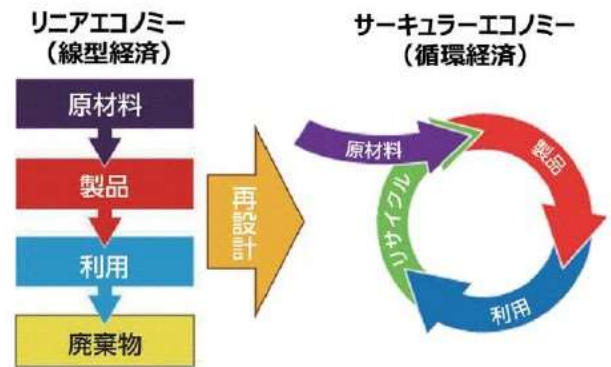 リニアエコノミー
（線型経済）
原材料
製品
利用
廃棄物
再設計
サーキュラーエコノミー
（循環経済）
原材料
製品
利用
リサイクル